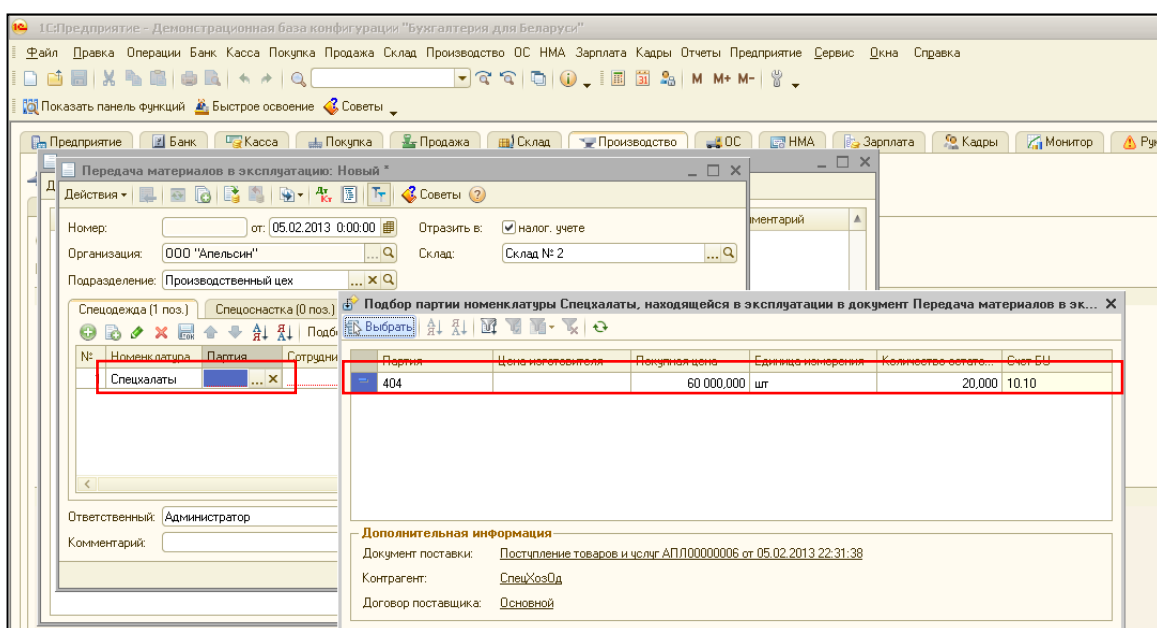 1С:Предприятие - Демонстрационная база конфигурации "Бухгалтерия для Беларуси"
Файл Правка Операции Банк Касса Покупка Продажа Склад Производство ОС НМА Зарплата Кадры Отчеты Предприятие Сервис Окна Справка
M M+ M-
Показать панель функций Быстрое освоение Советы
Предприятие Банк Касса Покупка Продажа Склад Производство ОС НМА Зарплата Кадры Монитор
Передача материалов в эксплуатацию: Новый *
Действия Советы
Номер: от: 05.02.2013 0:00:00 Отразить в: налог. учете
Организация: ООО "Апельсин" Склад: Склад № 2
Подразделение: Производственный цех
Спецодежда (1 поз.) Спецоснастка (0 поз.)
Подбор партии номенклатуры Спецхалаты, находящейся в эксплуатации в документ Передача материалов в эк...
Выбрать
№ Номенклатура Партия
Партия Цена изготовителя Покупная цена Единица измерения Количество остато... Счет БУ
Спецхалаты
404 60 000,000 шт 20,000 10.10
Ответственный: Администратор
Комментарий:
Дополнительная информация
Документ поставки: Поступление товаров и услуг АПЛ00000006 от 05.02.2013 22:31:38
Контрагент: СпецХозОд
Договор поставщика: Основной